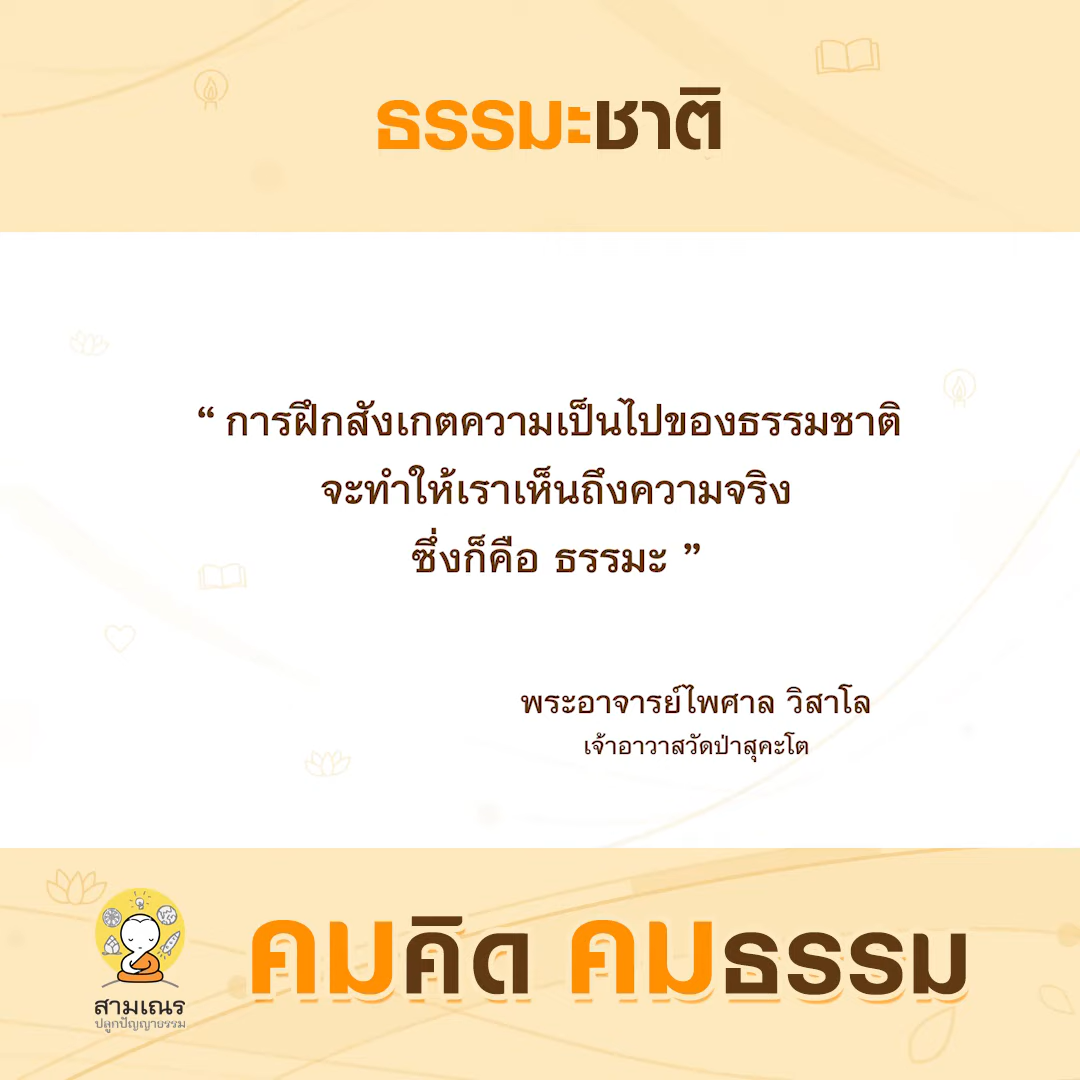 ธรรมะชาติ
“ การฝึกสังเกตความเป็นไปของธรรมชาติ
จะทำให้เราเห็นถึงความจริง
ซึ่งก็คือ ธรรมะ ”
พระอาจารย์ไพศาล วิสาโล
เจ้าอาวาสวัดป่าสุคะโต
สามเณร
ปลูกปัญญาธรรม
คมคิด คมธรรม